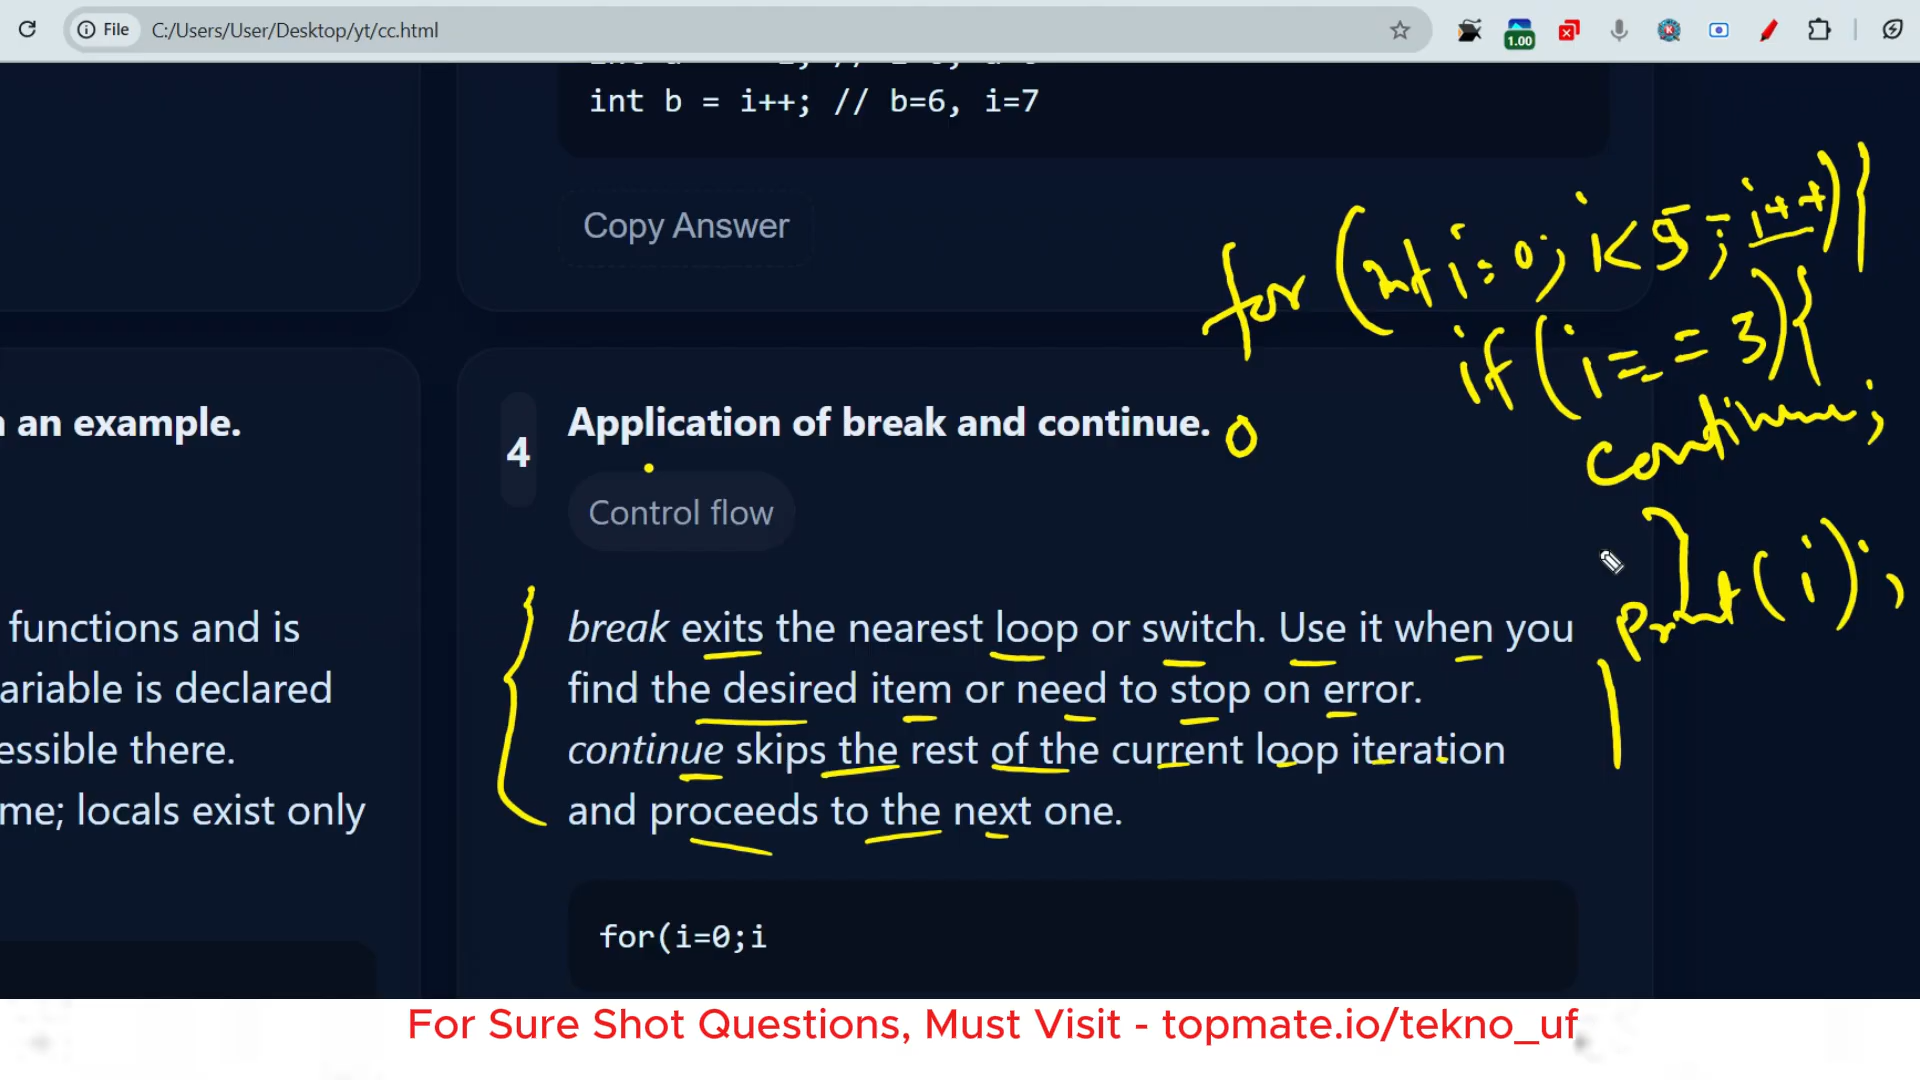 File C:/Users/User/Desktop/yt/cc.html
1.00
int b = i++; // b=6, i=7
Copy Answer
for (int i=0; i<5; i++) {
if (i == 3) {
continue;
}
print(i);
n an example.
functions and is
ariable is declared
essible there.
me; locals exist only
4
Application of break and continue.
0
Control flow
break exits the nearest loop or switch. Use it when you
find the desired item or need to stop on error.
continue skips the rest of the current loop iteration
and proceeds to the next one.
for(i=0;i
For Sure Shot Questions, Must Visit - topmate.io/tekno_uf